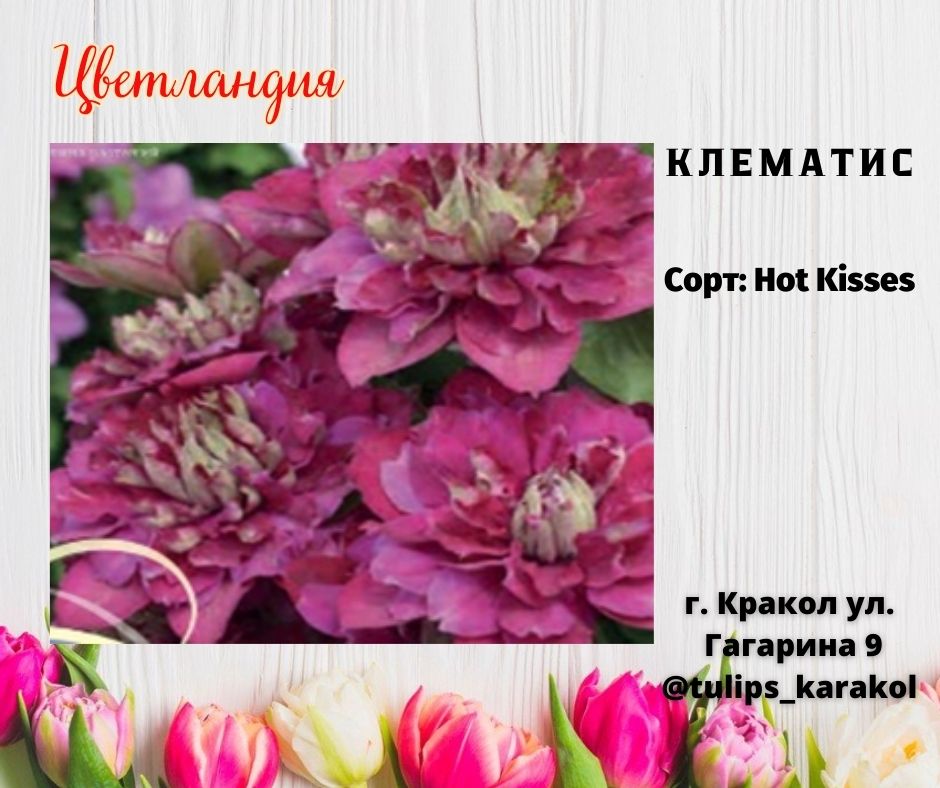 Цветландия
КЛЕМАТИС
Сорт: Hot Kisses
г. Кракол ул.
Гагарина 9
@tulips_karakol